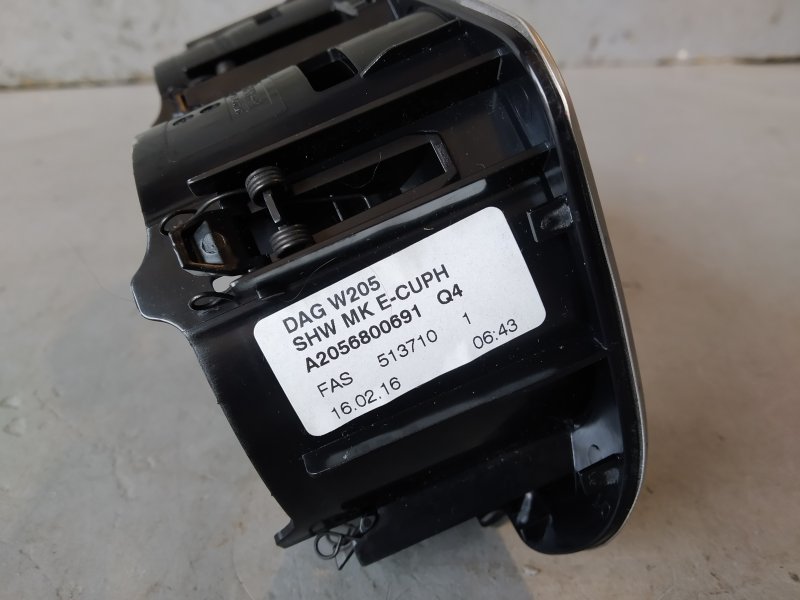 DAG W205
SHW MK E-CUPH
A2056800691 Q4
FAS 513710 1
16.02.16 06:43